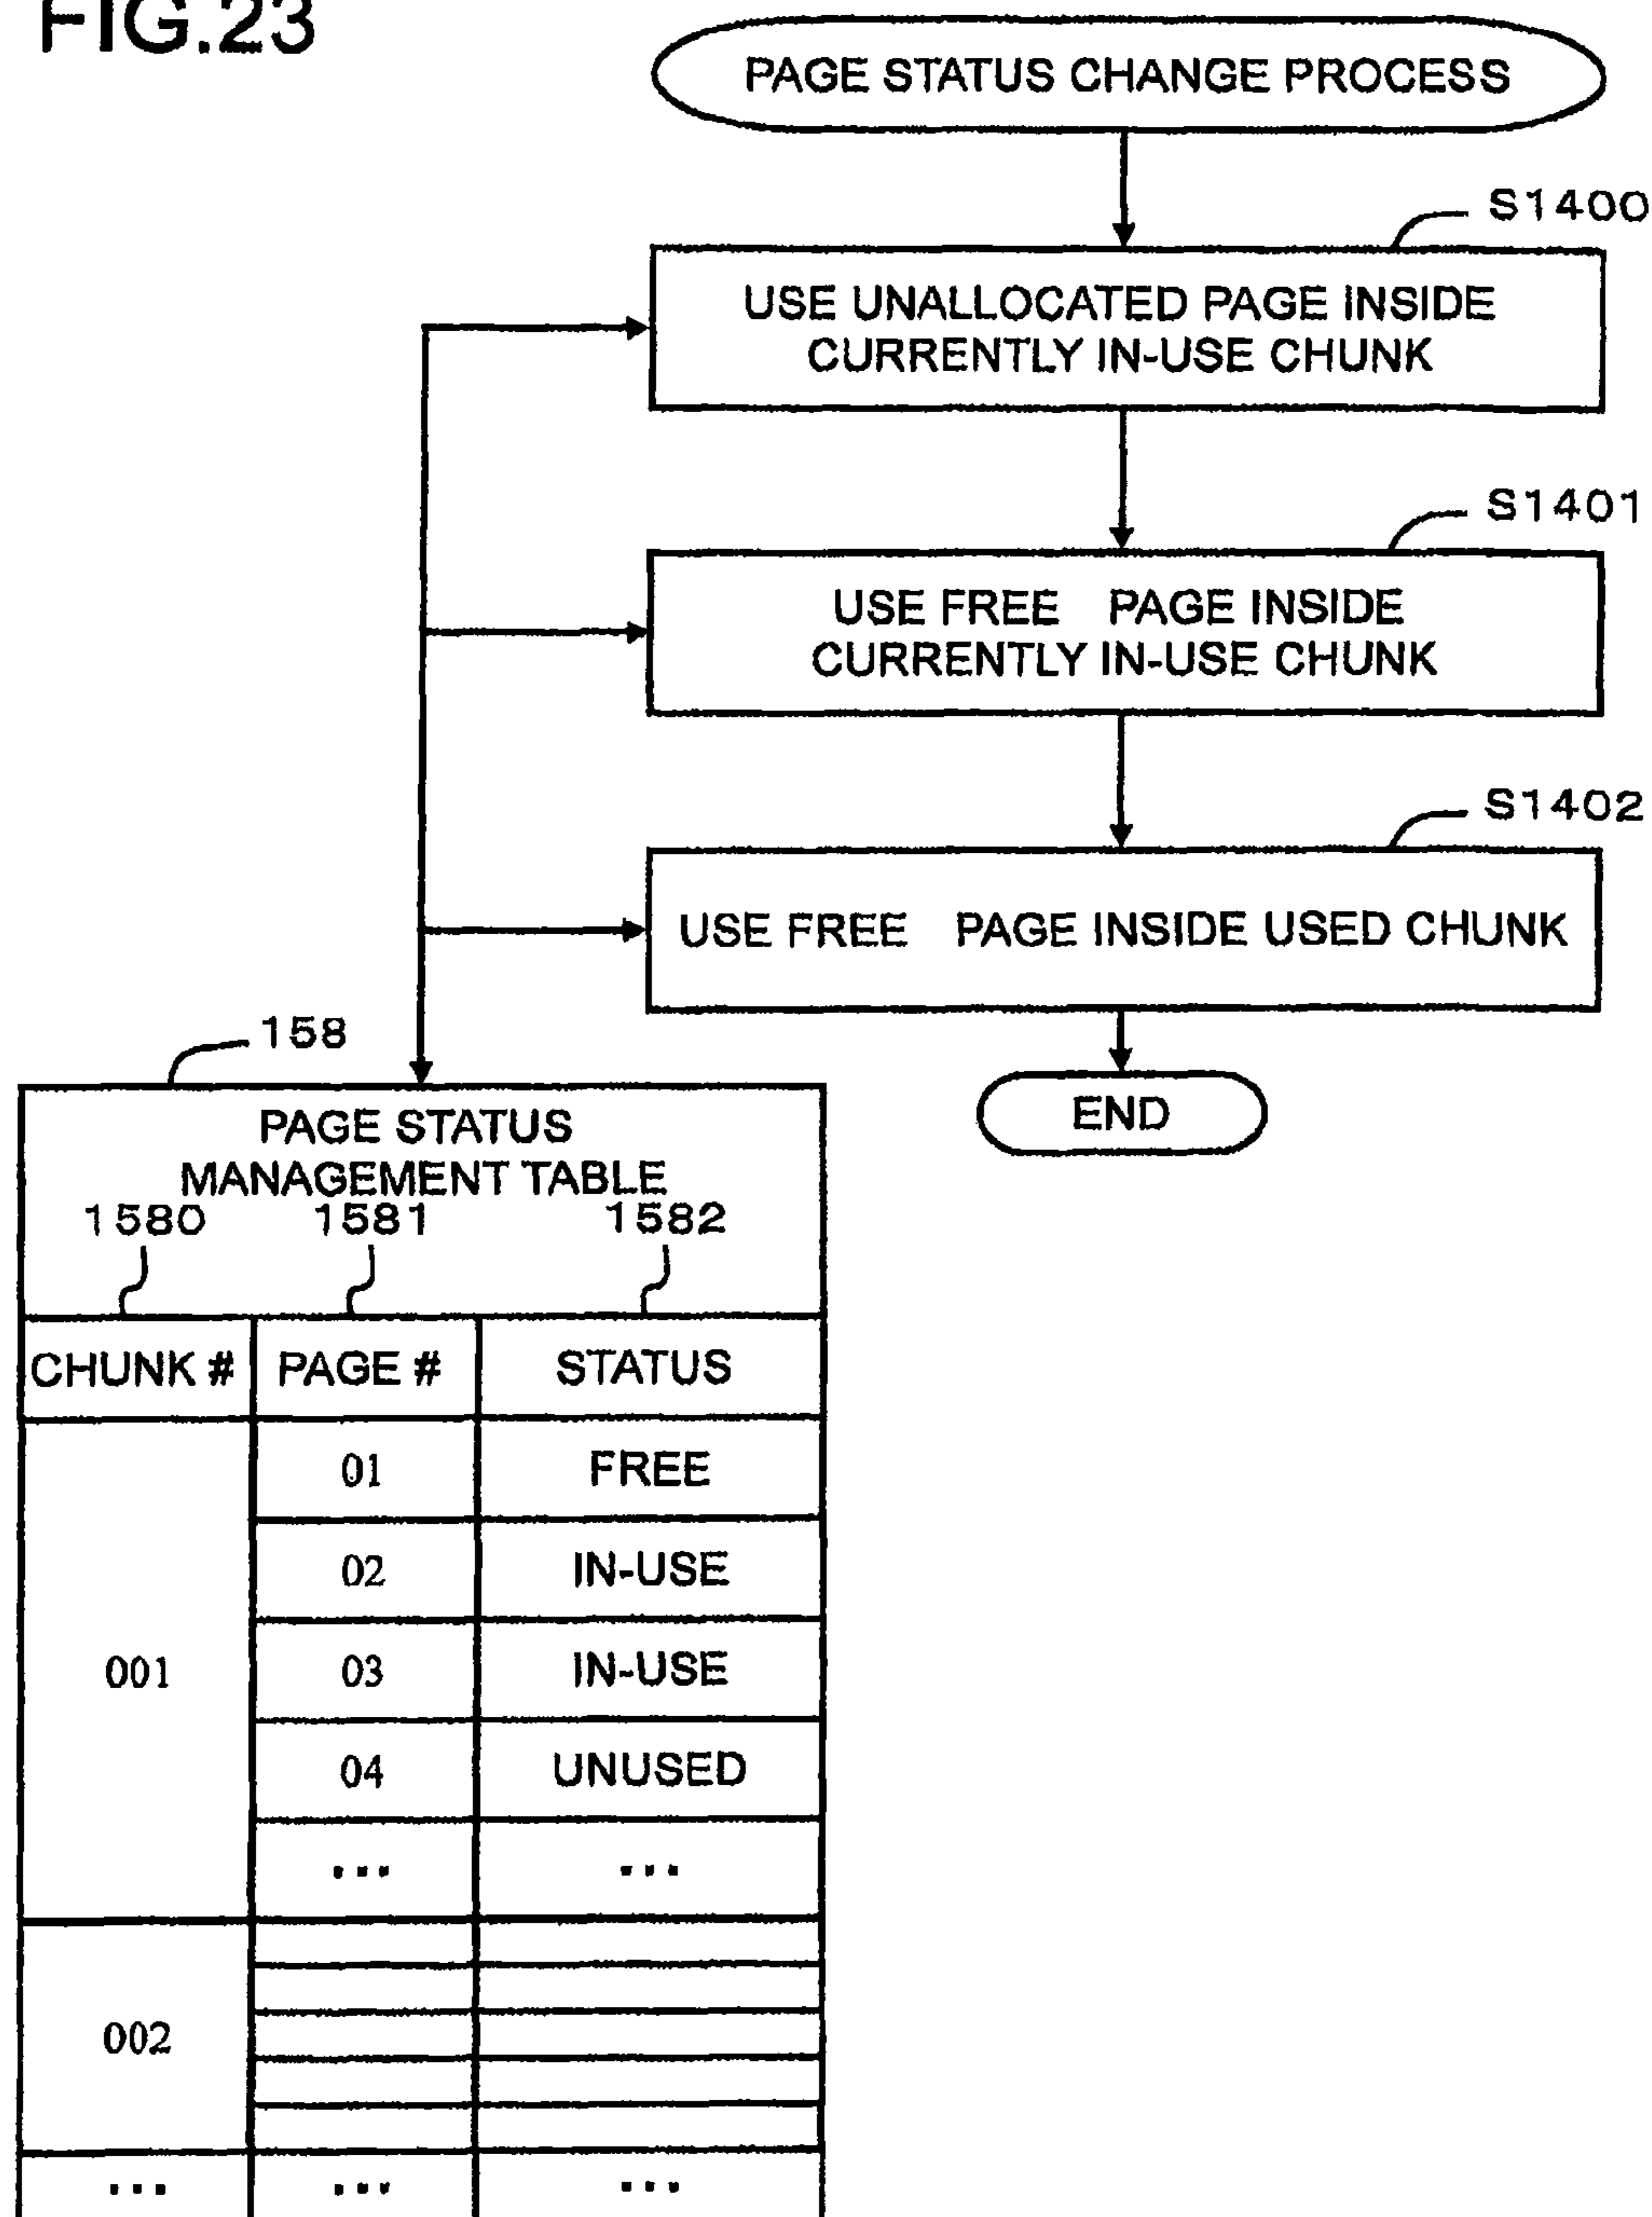 FIG.23
PAGE STATUS CHANGE PROCESS
S1400
USE UNALLOCATED PAGE INSIDE
CURRENTLY IN-USE CHUNK
S1401
USE FREE PAGE INSIDE
CURRENTLY IN-USE CHUNK
S1402
USE FREE PAGE INSIDE USED CHUNK
END
158
PAGE STATUS
MANAGEMENT TABLE
1580 1581 1582
CHUNK # PAGE # STATUS
01 FREE
02 IN-USE
001 03 IN-USE
04 UNUSED
... ...
002
... ... ...